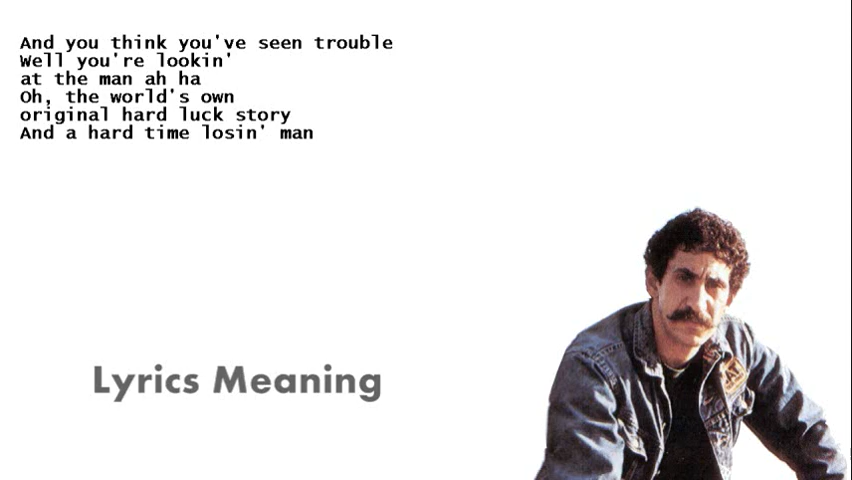 And you think you've seen trouble
Well you're lookin'
at the man ah ha
Oh, the world's own
original hard luck story
And a hard time losin' man
Lyrics Meaning